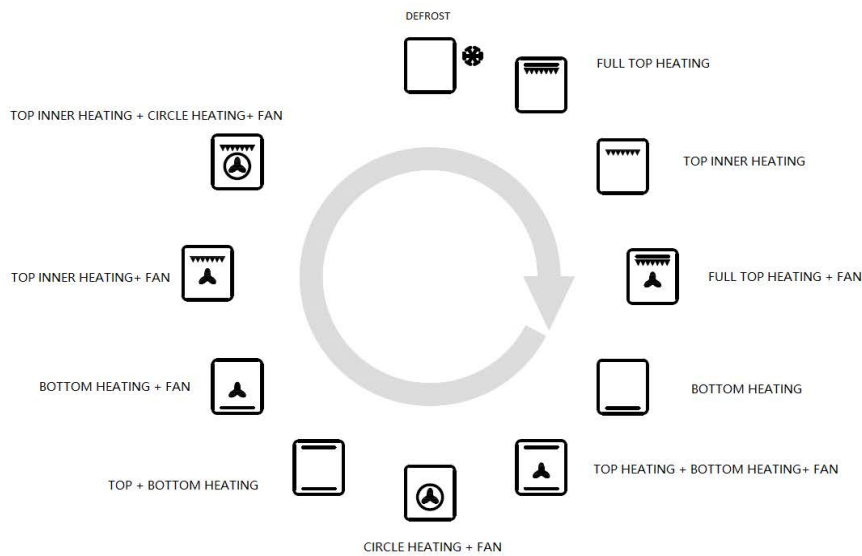 DEFROST
FULL TOP HEATING
TOP INNER HEATING + CIRCLE HEATING+ FAN
TOP INNER HEATING
TOP INNER HEATING+ FAN
FULL TOP HEATING + FAN
BOTTOM HEATING + FAN
BOTTOM HEATING
TOP HEATING + BOTTOM HEATING+ FAN
TOP + BOTTOM HEATING
CIRCLE HEATING + FAN